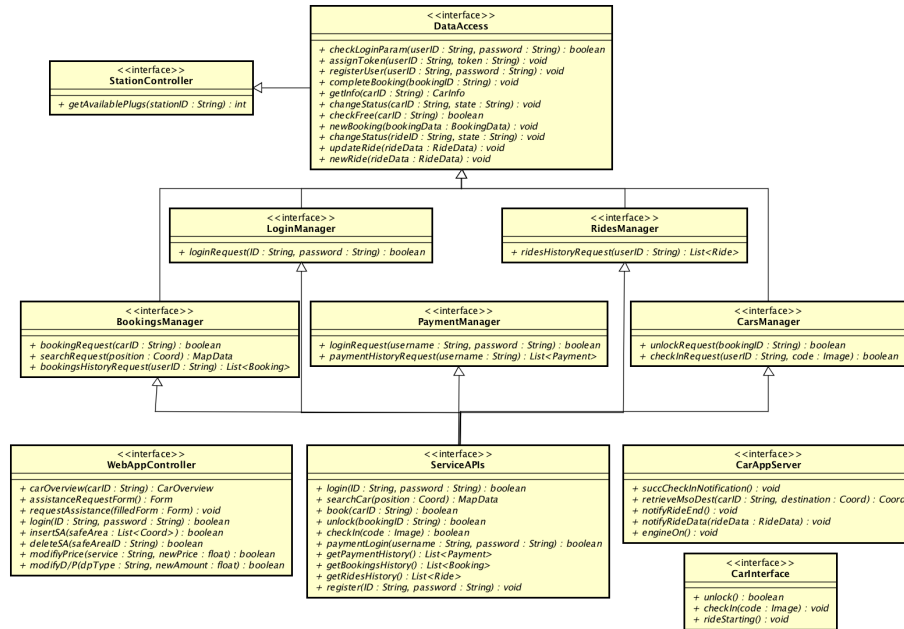 <<interface>>
DataAccess
+ checkLoginParam(userID : String, password : String) : boolean
+ assignToken(userID : String, token : String) : void
+ registerUser(userID : String, password : String) : void
+ completeBooking(bookingID : String) : void
+ getInfo(carID : String) : CarInfo
+ changeStatus(carID : String, state : String) : void
+ checkFree(carID : String) : boolean
+ newBooking(bookingData : BookingData) : void
+ changeStatus(rideID : String, state : String) : void
+ updateRide(rideData : RideData) : void
+ newRide(rideData : RideData) : void
<<interface>>
StationController
+ getAvailablePlugs(stationID : String) : int
<<interface>>
LoginManager
+ loginRequest(ID : String, password : String) : boolean
<<interface>>
RidesManager
+ ridesHistoryRequest(userID : String) : List<Ride>
<<interface>>
BookingsManager
+ bookingRequest(carID : String) : boolean
+ searchRequest(position : Coord) : MapData
+ bookingsHistoryRequest(userID : String) : List<Booking>
<<interface>>
PaymentManager
+ loginRequest(username : String, password : String) : boolean
+ paymentHistoryRequest(username : String) : List<Payment>
<<interface>>
CarsManager
+ unlockRequest(bookingID : String) : boolean
+ checkInRequest(userID : String, code : Image) : boolean
<<interface>>
WebAppController
+ carOverview(carID : String) : CarOverview
+ assistanceRequestForm() : Form
+ requestAssistance(filledForm : Form) : void
+ login(ID : String, password : String) : boolean
+ insertSA(safeArea : List<Coord>) : boolean
+ deleteSA(safeAreaID : String) : boolean
+ modifiyPrice(service : String, newPrice : float) : boolean
+ modifyD/P(dpType : String, newAmount : float) : boolean
<<interface>>
ServiceAPIs
+ login(ID : String, password : String) : boolean
+ searchCar(position : Coord) : MapData
+ book(carID : String) : boolean
+ unlock(bookingID : String) : boolean
+ checkIn(code : Image) : boolean
+ paymentLogin(username : String, password : String) : boolean
+ getPaymentHistory() : List<Payment>
+ getBookingsHistory() : List<Booking>
+ getRidesHistory() : List<Ride>
+ register(ID : String, password : String) : void
<<interface>>
CarAppServer
+ succCheckInNotification() : void
+ retrieveMsoDest(carID : String, destination : Coord) : Coord
+ notifyRideEnd() : void
+ notifyRideData(rideData : RideData) : void
+ engineOn() : void
<<interface>>
CarInterface
+ unlock() : boolean
+ checkIn(code : Image) : void
+ rideStarting() : void